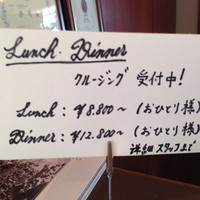 Lunch・Dinner
クルージング 受付中!
Lunch : ¥8.800〜 (おひとり様)
Dinner : ¥12.800〜 (おひとり様)
詳細スタッフまで